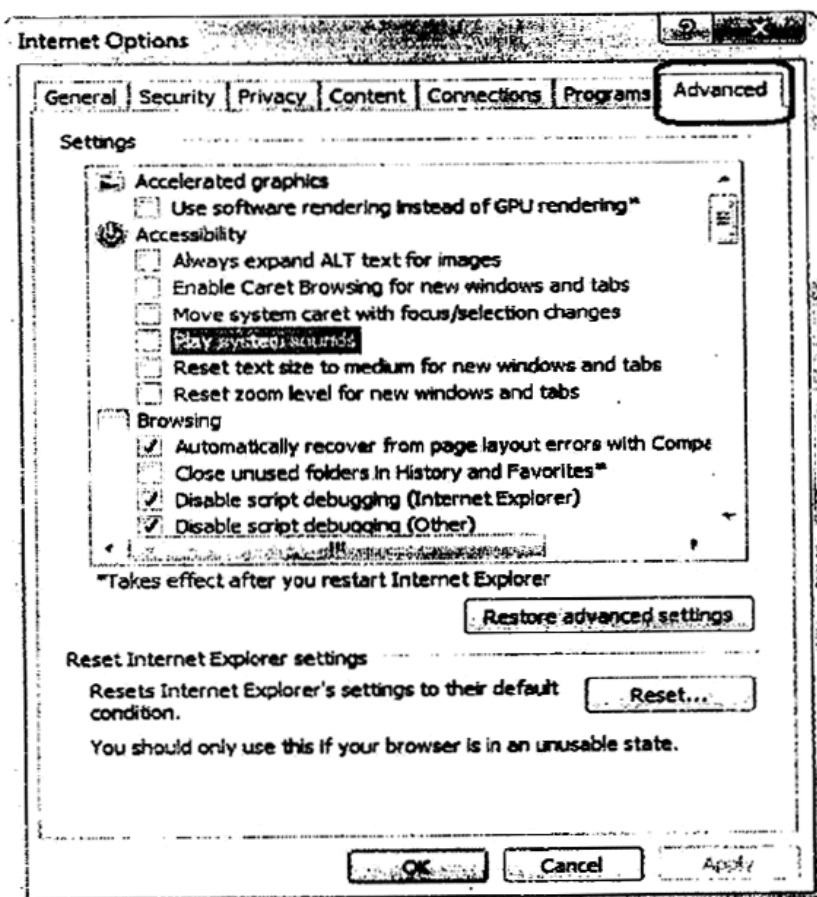 Internet Options
General Security Privacy Content Connections Programs Advanced
Settings
Accelerated graphics
Use software rendering instead of GPU rendering*
Accessibility
Always expand ALT text for images
Enable Caret Browsing for new windows and tabs
Move system caret with focus/selection changes
Play system sounds
Reset text size to medium for new windows and tabs
Reset zoom level for new windows and tabs
Browsing
Automatically recover from page layout errors with Compa
Close unused folders in History and Favorites*
Disable script debugging (Internet Explorer)
Disable script debugging (Other)
*Takes effect after you restart Internet Explorer
Restore advanced settings
Reset Internet Explorer settings
Resets Internet Explorer's settings to their default
condition.
Reset...
You should only use this if your browser is in an unusable state.
OK Cancel Apply